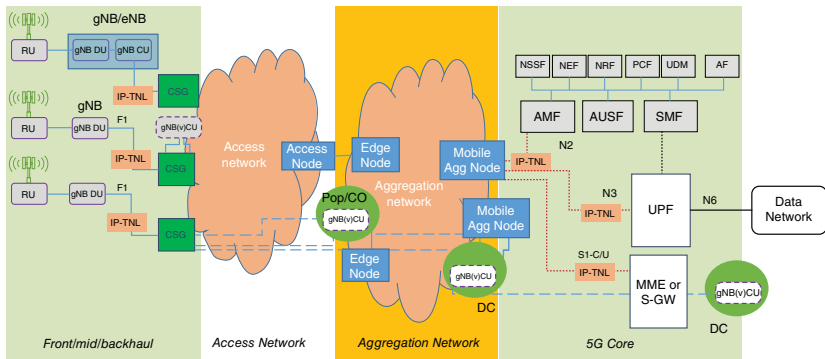 gNB/eNB
RU
gNB DU
gNB CU
IP-TNL
CSG
gNB
RU
F1
gNB DU
IP-TNL
gNB(v)CU
CSG
RU
F1
gNB DU
IP-TNL
CSG
Access
network
Access
Node
Edge
Node
Aggregation
network
Mobile
Agg Node
Pop/CO
gNB(v)CU
Mobile
Agg Node
Edge
Node
gNB(v)CU
DC
NSSF
NEF
NRF
PCF
UDM
AF
AMF
AUSF
SMF
N2
IP-TNL
N3
IP-TNL
UPF
N6
Data
Network
S1-C/U
IP-TNL
MME or
S-GW
gNB(v)CU
DC
Front/mid/backhaul
Access Network
Aggregation Network
5G Core